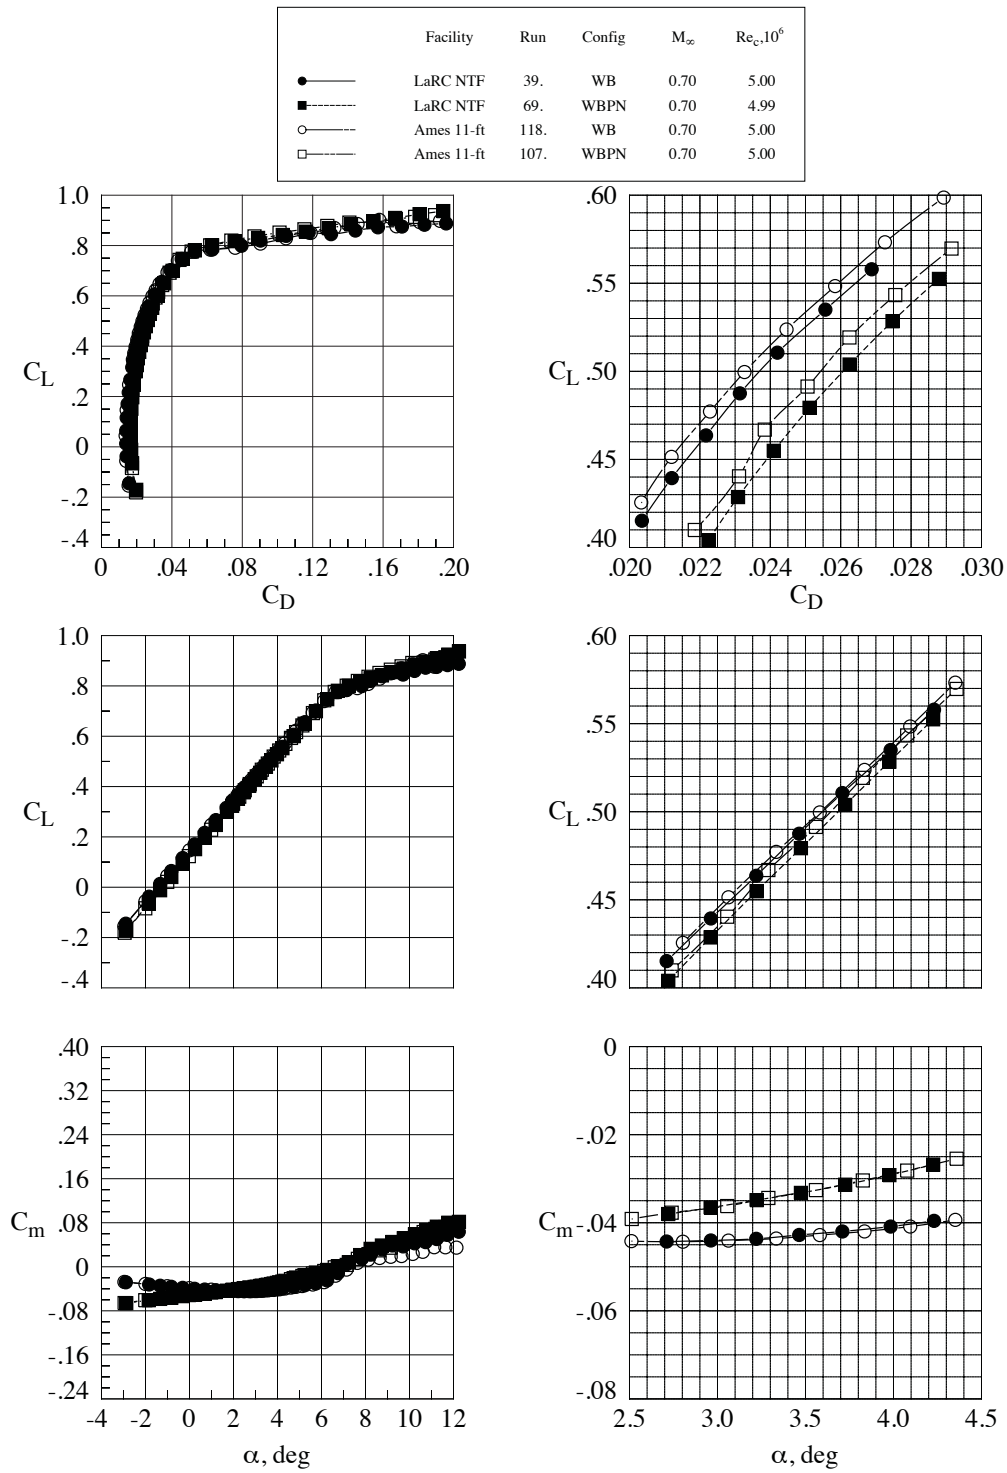 Facility Run Config M∞ Rec,10⁶
LaRC NTF 39. WB 0.70 5.00
LaRC NTF 69. WBPN 0.70 4.99
Ames 11-ft 118. WB 0.70 5.00
Ames 11-ft 107. WBPN 0.70 5.00
1.0
.8
.6
.4
.2
0
-.2
-.4
CL
0 .04 .08 .12 .16 .20
CD
.60
.55
.50
.45
.40
CL
.020 .022 .024 .026 .028 .030
CD
1.0
.8
.6
.4
.2
0
-.2
-.4
CL
.60
.55
.50
.45
.40
CL
.40
.32
.24
.16
.08
0
-.08
-.16
-.24
Cm
-4 -2 0 2 4 6 8 10 12
α, deg
0
-.02
-.04
-.06
-.08
Cm
2.5 3.0 3.5 4.0 4.5
α, deg